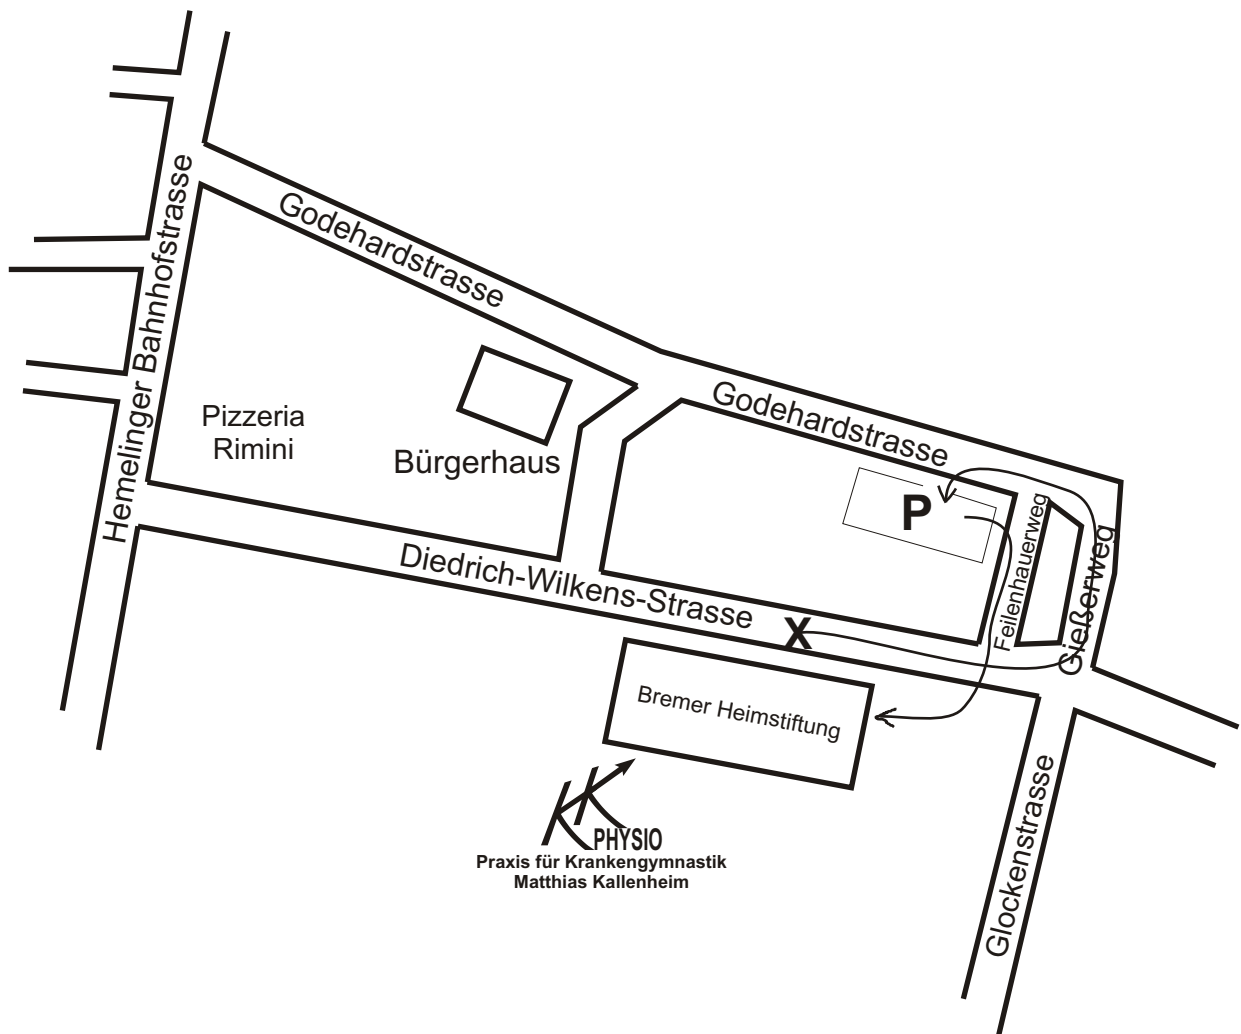 Hemelinger Bahnhofstrasse
Godehardstrasse
Godehardstrasse
Pizzeria
Rimini
Bürgerhaus
P
Feilenhauerweg
Gießerweg
Diedrich-Wilkens-Strasse
X
Bremer Heimstiftung
KK
PHYSIO
Praxis für Krankengymnastik
Matthias Kallenheim
Glockenstrasse